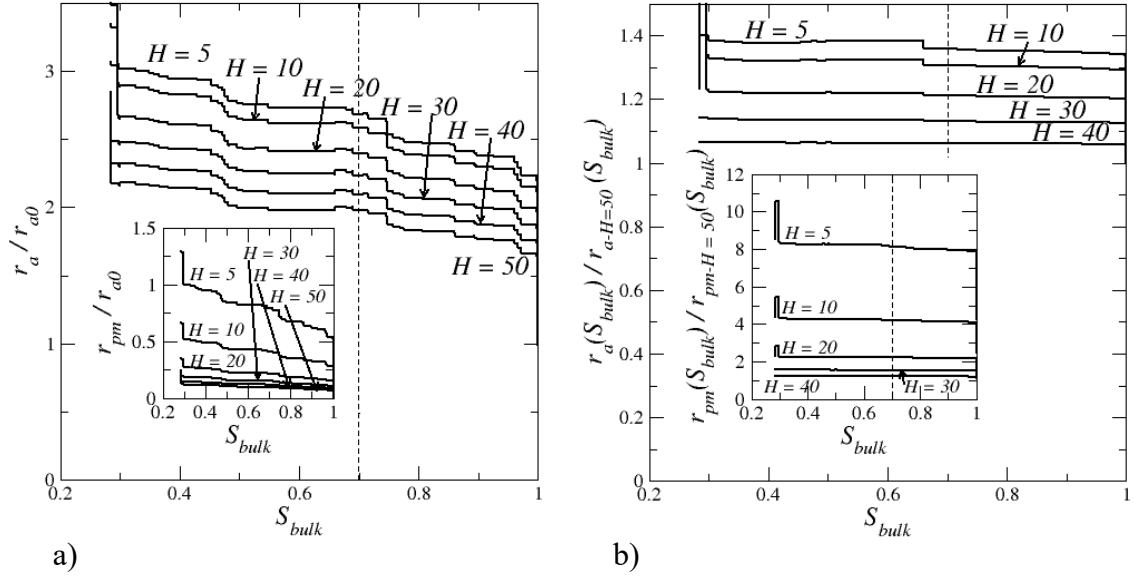 3
2
1
0
r_a / r_a0
H = 5
H = 10
H = 20
H = 30
H = 40
H = 50
1.5
1
0.5
0
r_pm / r_a0
H = 5
H = 10
H = 20
H = 30
H = 40
H = 50
0.2 0.4 0.6 0.8 1
S_bulk
0.2 0.4 0.6 0.8 1
S_bulk
a)
1.4
1.2
1
0.8
0.6
0.4
0.2
0
r_a(S_bulk) / r_a-H=50(S_bulk)
H = 5
H = 10
H = 20
H = 30
H = 40
12
10
8
6
4
2
0
r_pm(S_bulk) / r_pm-H = 50(S_bulk)
H = 5
H = 10
H = 20
H = 40
H = 30
0.2 0.4 0.6 0.8 1
S_bulk
0.2 0.4 0.6 0.8 1
S_bulk
b)